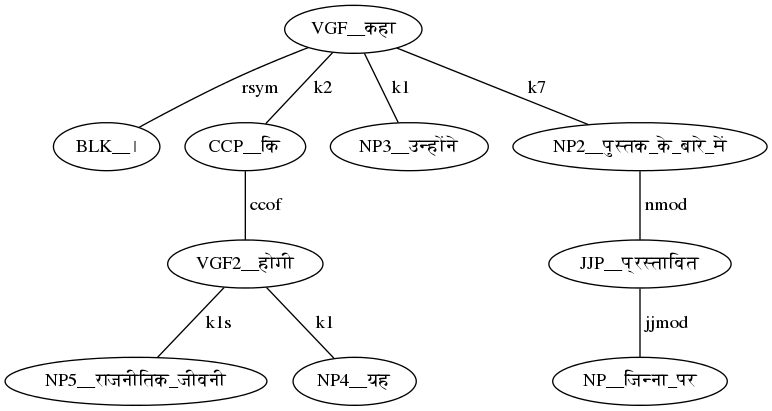 VGF__कहा
rsym k2 k1 k7
BLK__। CCP__कि NP3__उन्होंने NP2__पुस्तक_के_बारे_में
ccof nmod
VGF2__होगी JJP__प्रस्तावित
k1s k1 jjmod
NP5__राजनीतिक_जीवनी NP4__यह NP__जिन्ना_पर